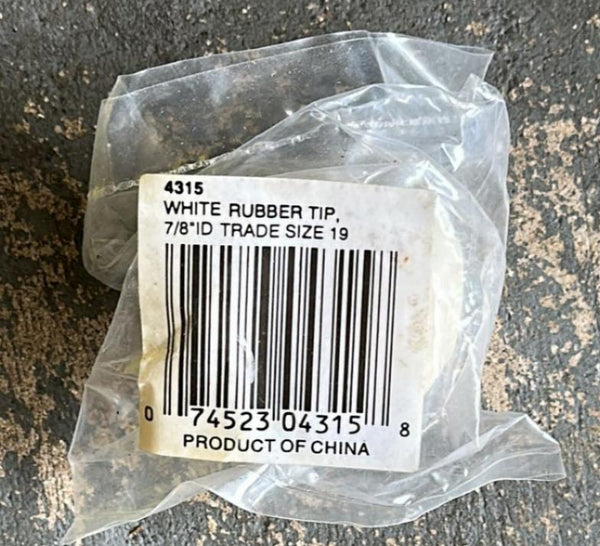 4315
WHITE RUBBER TIP,
7/8"ID TRADE SIZE 19
0 74523 04315 8
PRODUCT OF CHINA